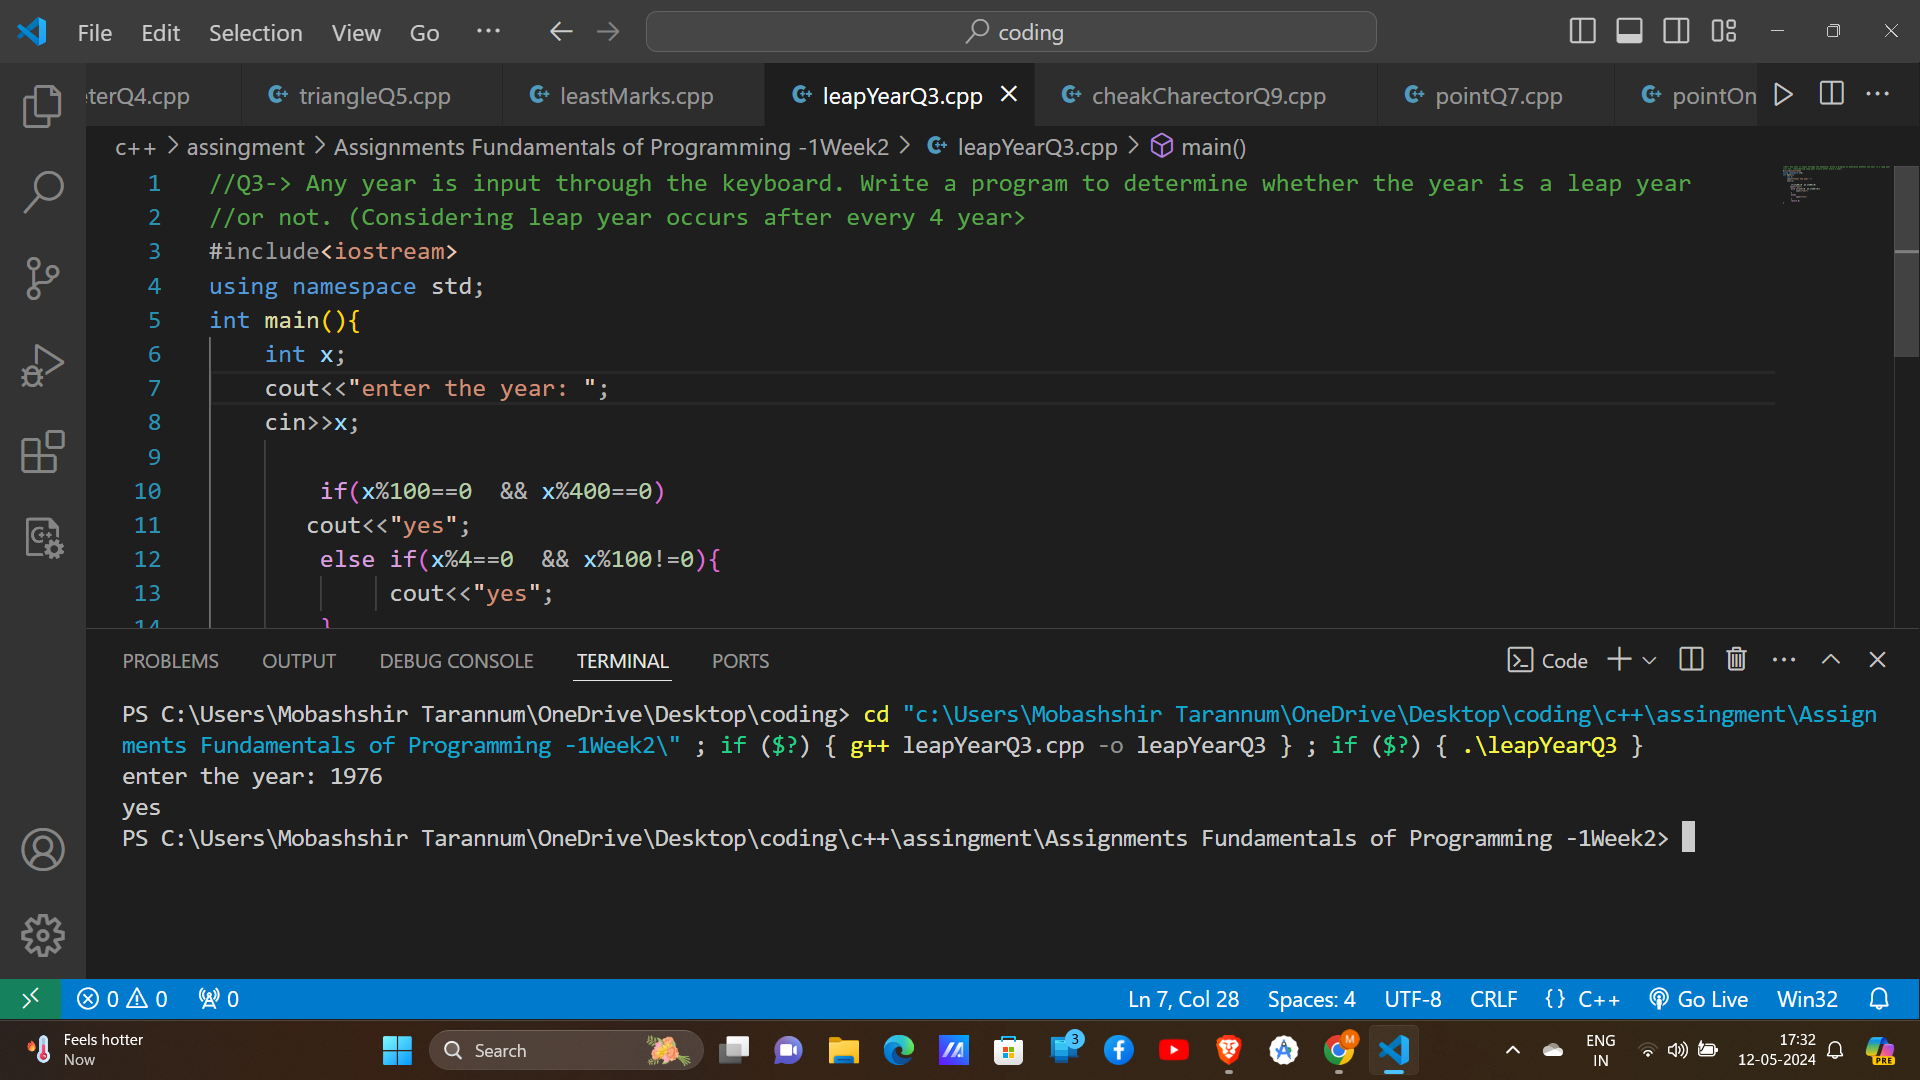 File Edit Selection View Go ··· coding
terQ4.cpp triangleQ5.cpp leastMarks.cpp leapYearQ3.cpp cheakCharectorQ9.cpp pointQ7.cpp pointOn
c++ > assingment > Assignments Fundamentals of Programming -1Week2 > leapYearQ3.cpp > main()
1 //Q3-> Any year is input through the keyboard. Write a program to determine whether the year is a leap year
2 //or not. (Considering leap year occurs after every 4 year>
3 #include<iostream>
4 using namespace std;
5 int main(){
6 int x;
7 cout<<"enter the year: ";
8 cin>>x;
9
10 if(x%100==0  && x%400==0)
11 cout<<"yes";
12 else if(x%4==0  && x%100!=0){
13 cout<<"yes";
14 }
PROBLEMS OUTPUT DEBUG CONSOLE TERMINAL PORTS Code
PS C:\Users\Mobashshir Tarannum\OneDrive\Desktop\coding> cd "c:\Users\Mobashshir Tarannum\OneDrive\Desktop\coding\c++\assingment\Assign
ments Fundamentals of Programming -1Week2\" ; if ($?) { g++ leapYearQ3.cpp -o leapYearQ3 } ; if ($?) { .\leapYearQ3 }
enter the year: 1976
yes
PS C:\Users\Mobashshir Tarannum\OneDrive\Desktop\coding\c++\assingment\Assignments Fundamentals of Programming -1Week2>
0 0 0 Ln 7, Col 28 Spaces: 4 UTF-8 CRLF {} C++ Go Live Win32
Feels hotter
Now
Search
3
M
ENG
IN
17:32
12-05-2024
PRE